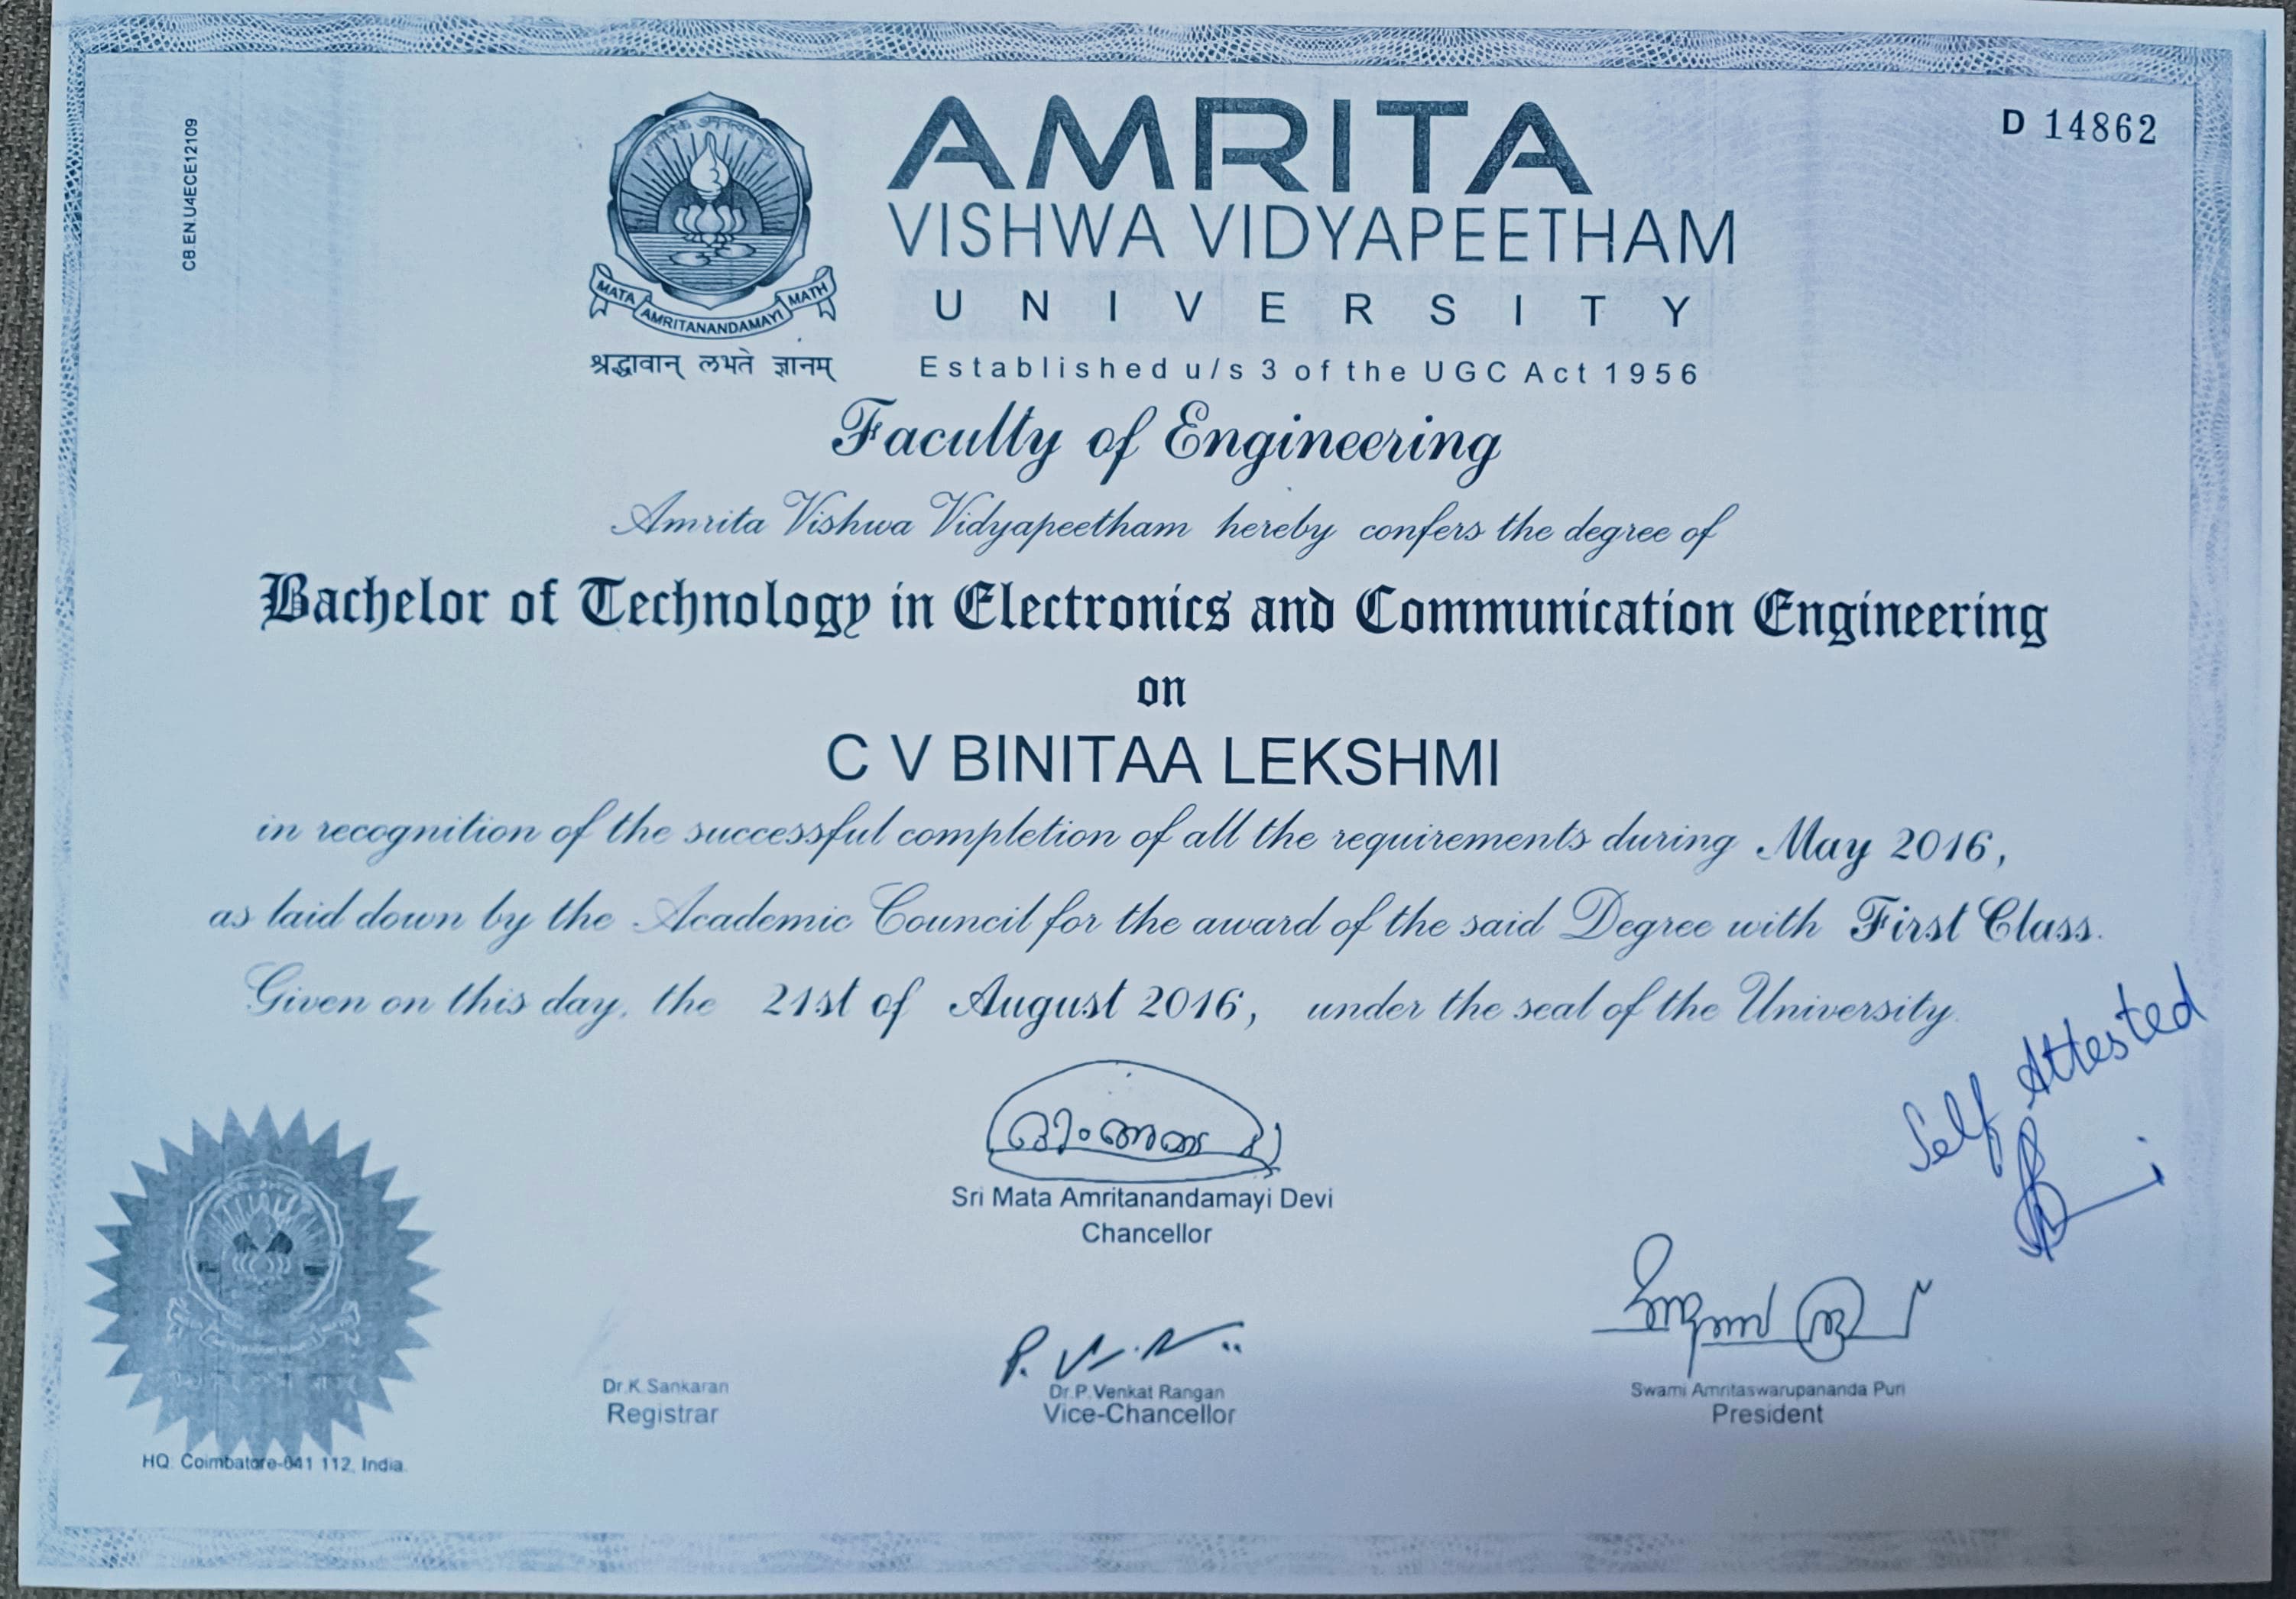 CB.EN.U4ECE12109
D 14862
AMRITA
VISHWA VIDYAPEETHAM
UNIVERSITY
MATA AMRITANANDAMAYI MATH
श्रद्धावान् लभते ज्ञानम्
Established u/s 3 of the UGC Act 1956
Faculty of Engineering
Amrita Vishwa Vidyapeetham hereby confers the degree of
Bachelor of Technology in Electronics and Communication Engineering
on
C V BINITAA LEKSHMI
in recognition of the successful completion of all the requirements during May 2016,
as laid down by the Academic Council for the award of the said Degree with First Class.
Given on this day, the 21st of August 2016, under the seal of the University.
Self Attested
Sri Mata Amritanandamayi Devi
Chancellor
Dr.K.Sankaran
Registrar
Dr.P.Venkat Rangan
Vice-Chancellor
Swami Amritaswarupananda Puri
President
HQ: Coimbatore-641 112, India.